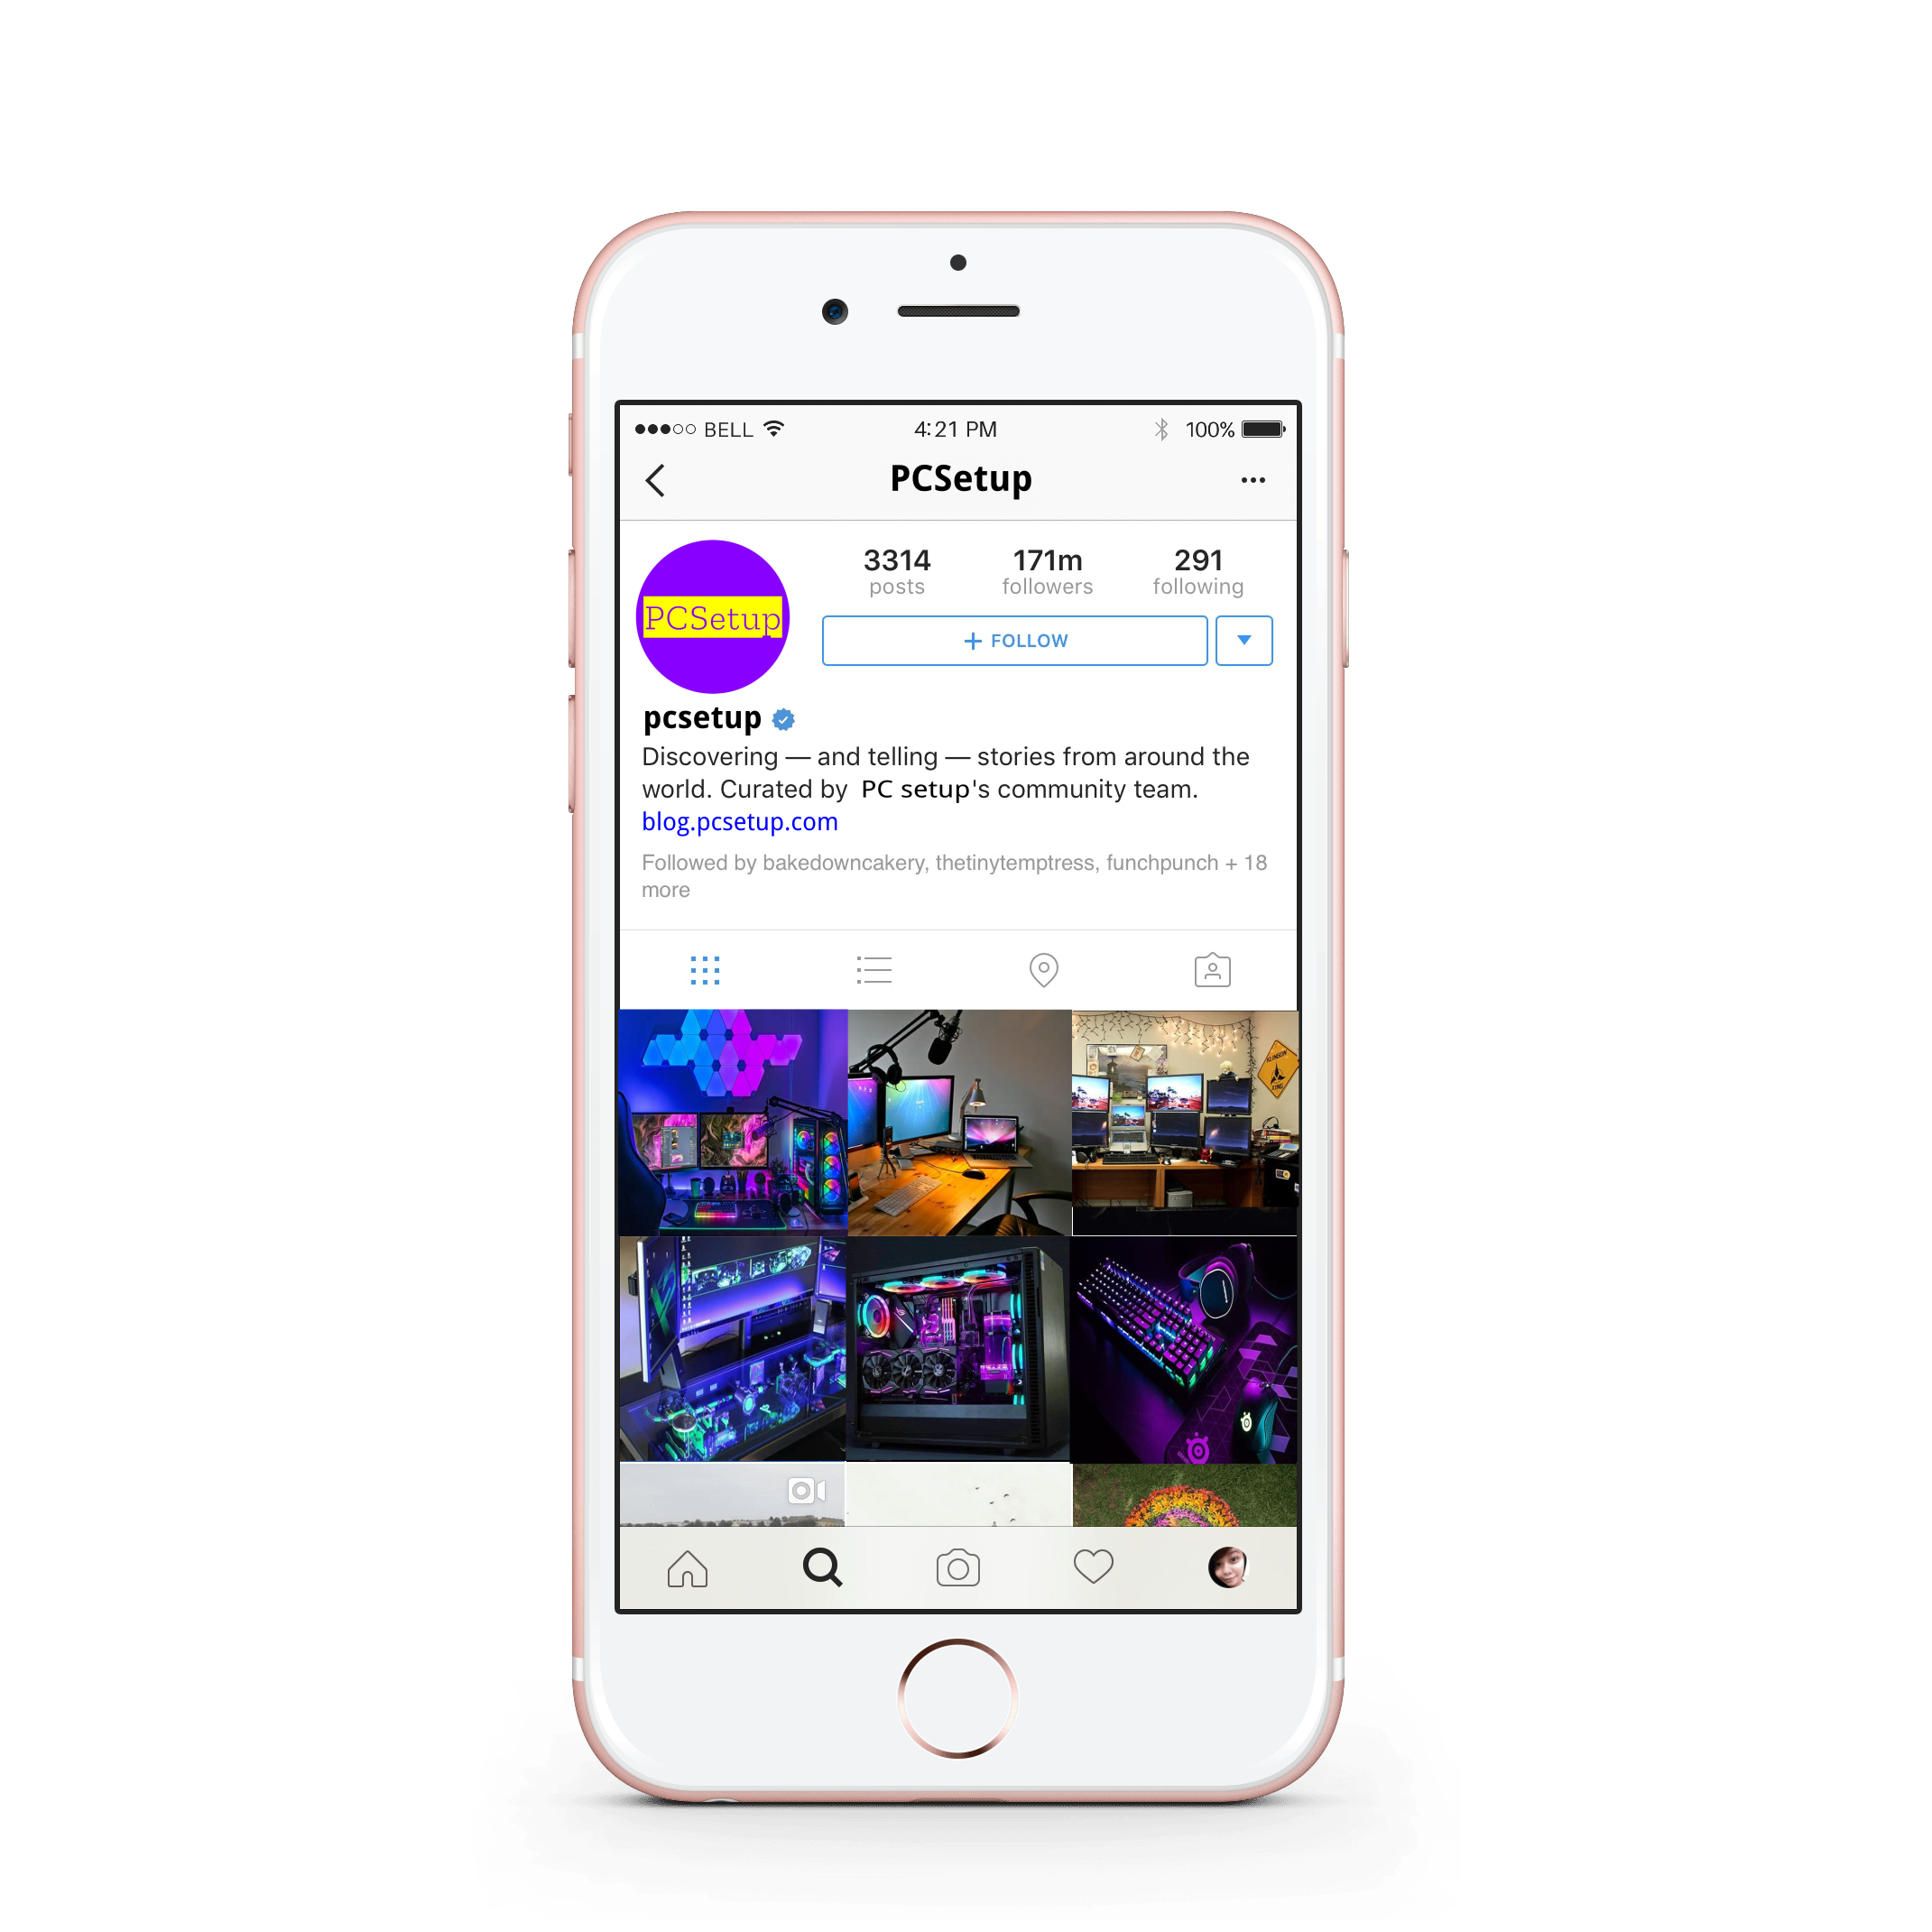 BELL 4:21 PM 100%
PCSetup
3314 171m 291
posts followers following
PCSetup
+ FOLLOW
pcsetup
Discovering — and telling — stories from around the
world. Curated by PC setup's community team.
blog.pcsetup.com
Followed by bakedowncakery, thetinytemptress, funchpunch + 18
more
KLINGON
XING